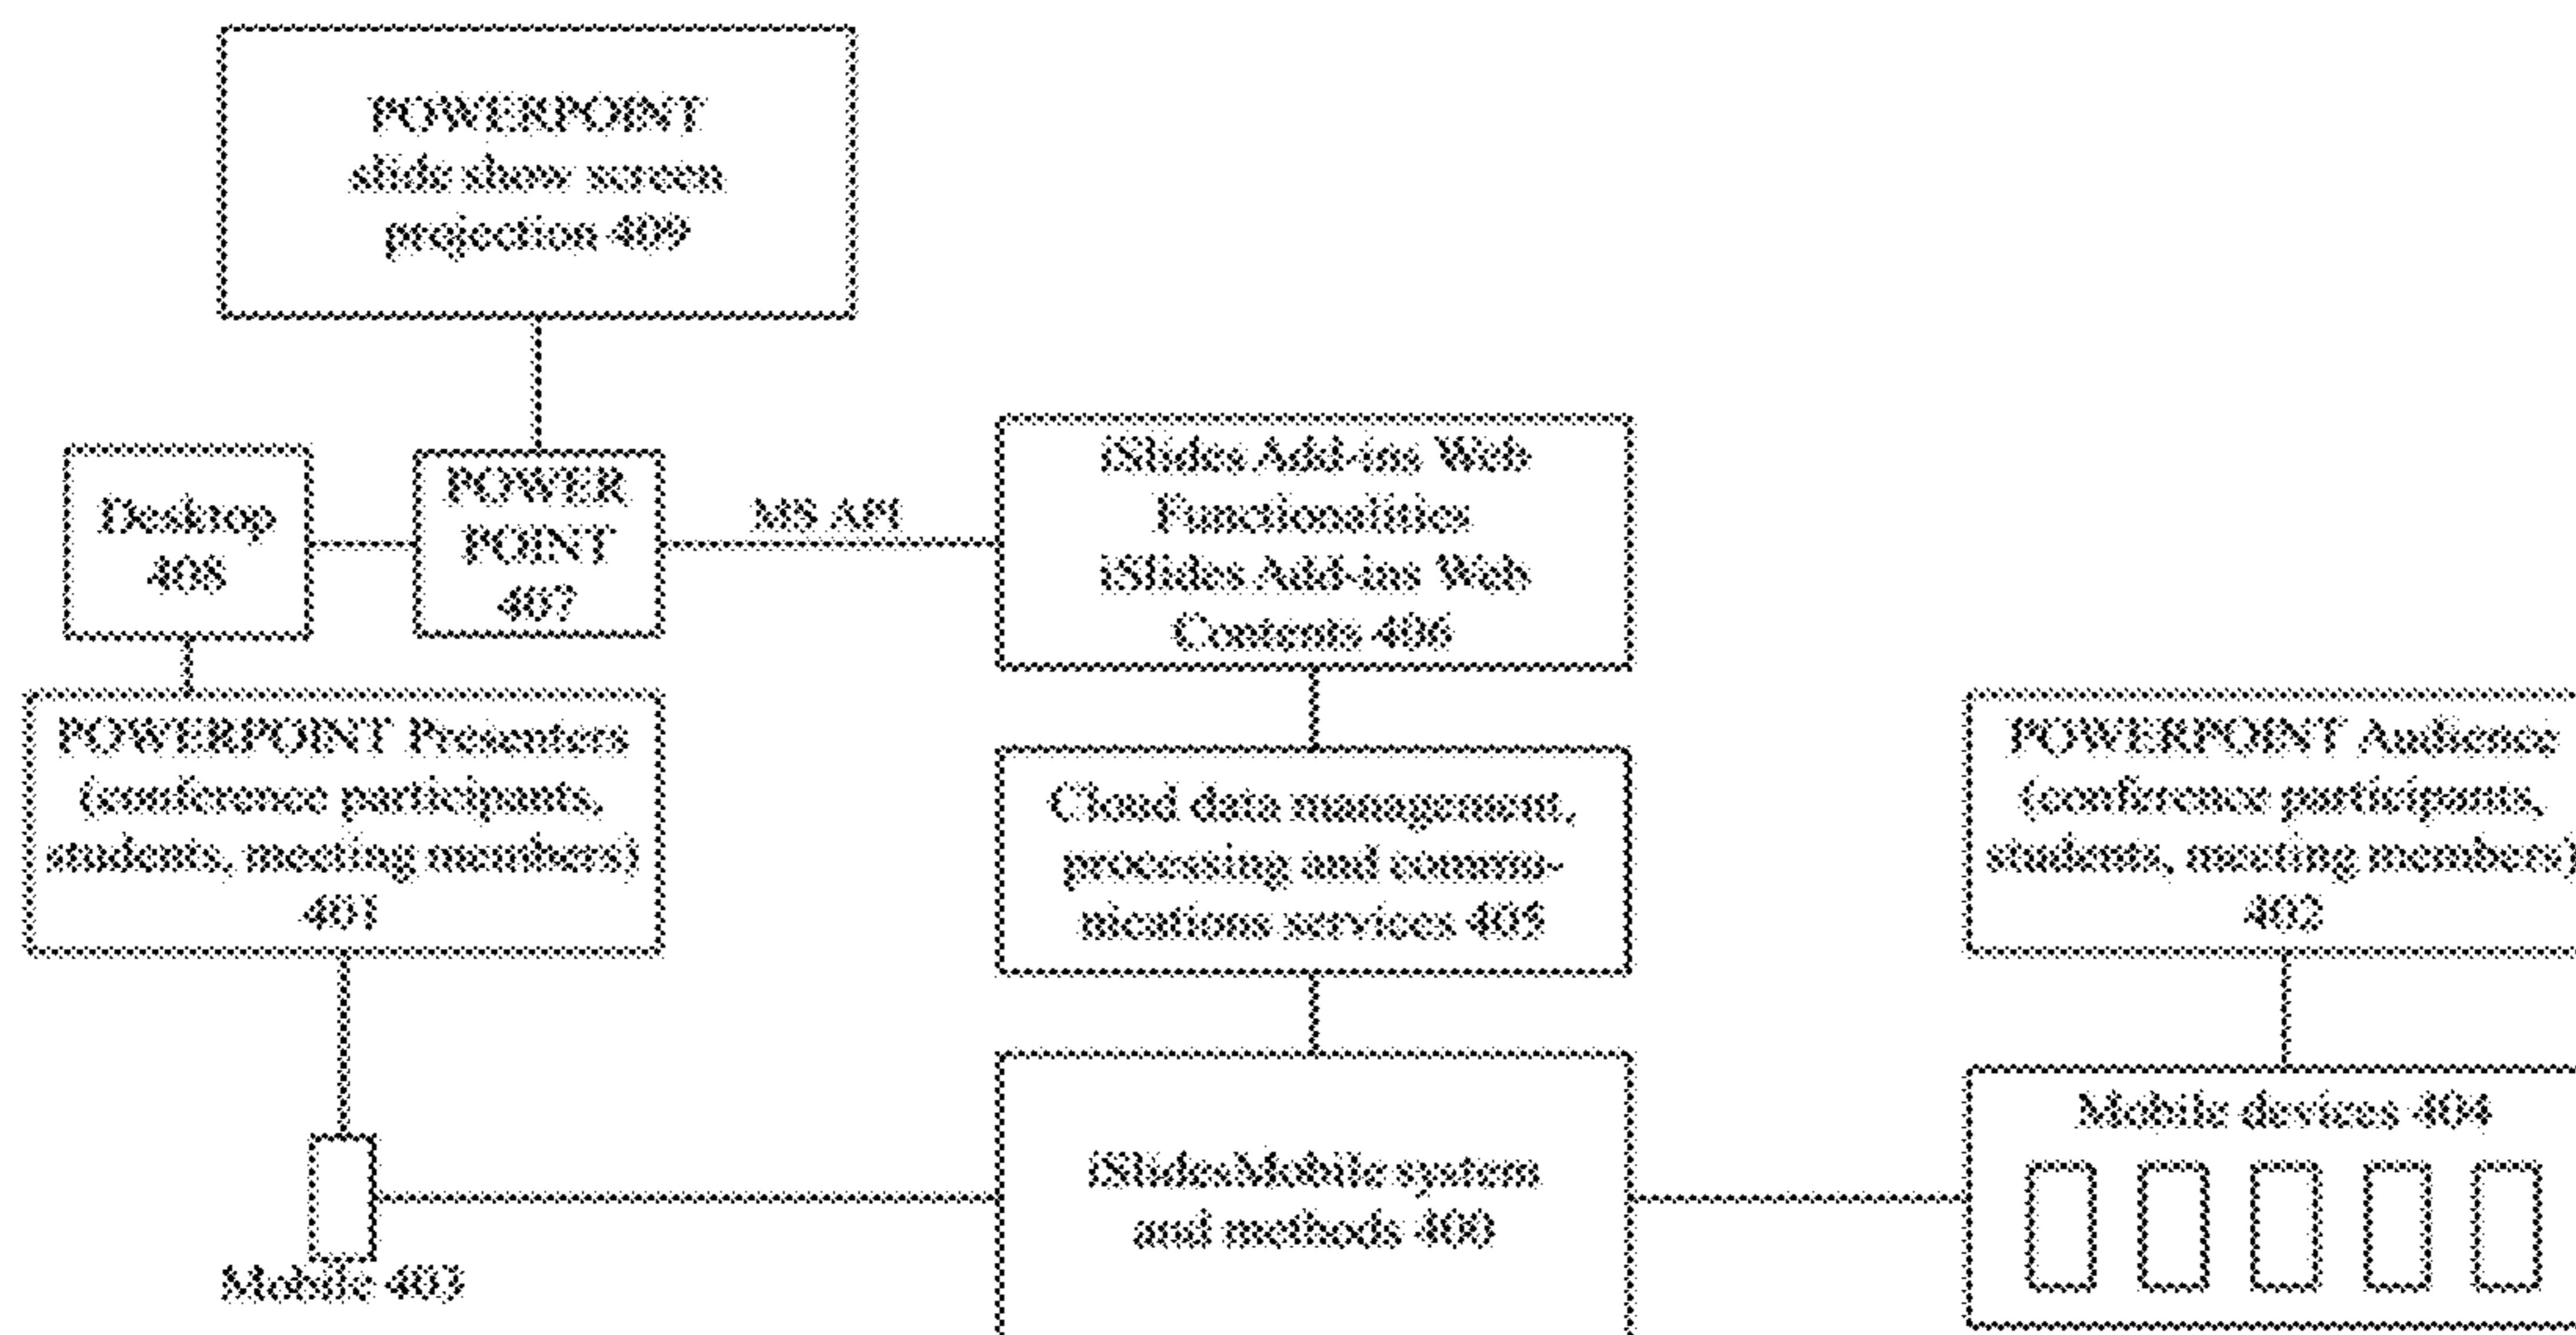 POWERPOINT
slide show screen
projection 409
Desktop
408
POWER
POINT
407
MS API
iSlides Add-ins Web
Functionalities
iSlides Add-ins Web
Contents 406
POWERPOINT Presenters
(conference participants,
students, meeting members)
401
Cloud data management,
processing and commu-
nications services 405
POWERPOINT Audience
(conference participants,
students, meeting members)
402
Mobile 403
iSlidesMobile system
and methods 400
Mobile devices 404